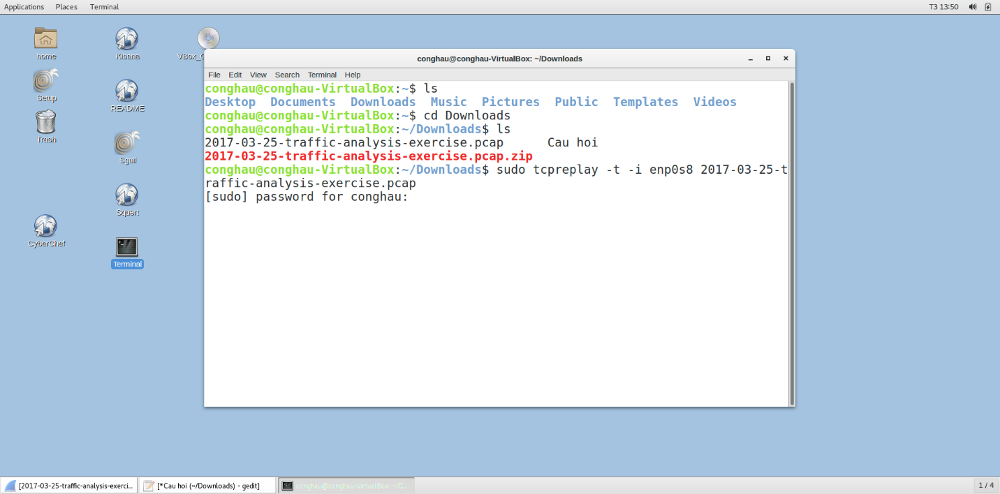 Applications Places Terminal T3 13:50
home Kibana VBox_G
Setup README
Trash
Sguil
Squert
CyberChef
Terminal
conghau@conghau-VirtualBox: ~/Downloads
File Edit View Search Terminal Help
conghau@conghau-VirtualBox:~$ ls
Desktop Documents Downloads Music Pictures Public Templates Videos
conghau@conghau-VirtualBox:~$ cd Downloads
conghau@conghau-VirtualBox:~/Downloads$ ls
2017-03-25-traffic-analysis-exercise.pcap Cau hoi
2017-03-25-traffic-analysis-exercise.pcap.zip
conghau@conghau-VirtualBox:~/Downloads$ sudo tcpreplay -t -i enp0s8 2017-03-25-t
raffic-analysis-exercise.pcap
[sudo] password for conghau:
[2017-03-25-traffic-analysis-exerci... [*Cau hoi (~/Downloads) - gedit] conghau@conghau-VirtualBox: ~/D... 1 / 4